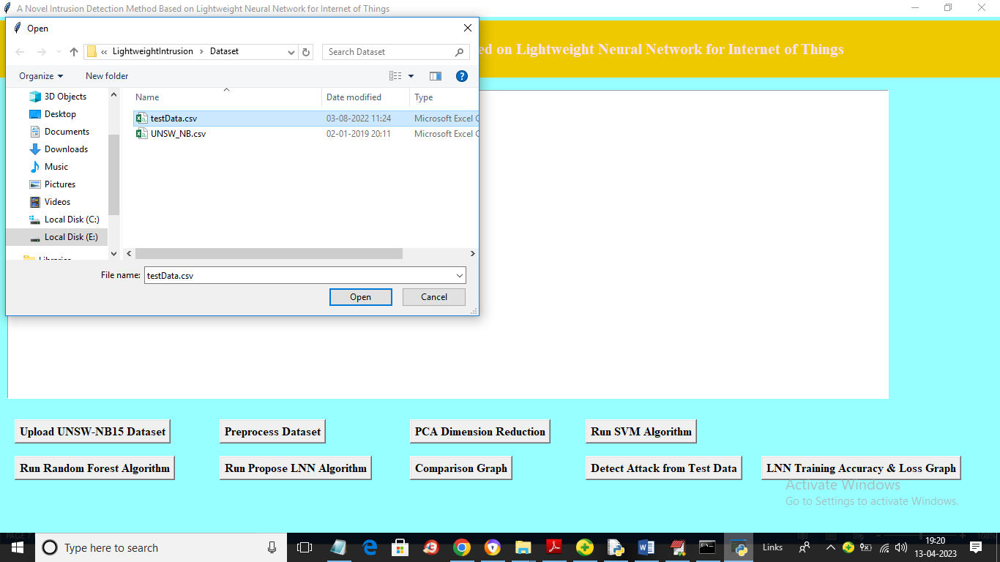 A Novel Intrusion Detection Method Based on Lightweight Neural Network for Internet of Things
Open
ed on Lightweight Neural Network for Internet of Things
« LightweightIntrusion > Dataset
Search Dataset
Organize
New folder
Name
Date modified
Type
3D Objects
Desktop
Documents
Downloads
Music
Pictures
Videos
Local Disk (C:)
Local Disk (E:)
Libraries
testData.csv 03-08-2022 11:24 Microsoft Excel C
UNSW_NB.csv 02-01-2019 20:11 Microsoft Excel C
File name: testData.csv
Open
Cancel
Upload UNSW-NB15 Dataset
Preprocess Dataset
PCA Dimension Reduction
Run SVM Algorithm
Run Random Forest Algorithm
Run Propose LNN Algorithm
Comparison Graph
Detect Attack from Test Data
LNN Training Accuracy & Loss Graph
Activate Windows
Go to Settings to activate Windows.
Type here to search
Links
19:20
13-04-2023